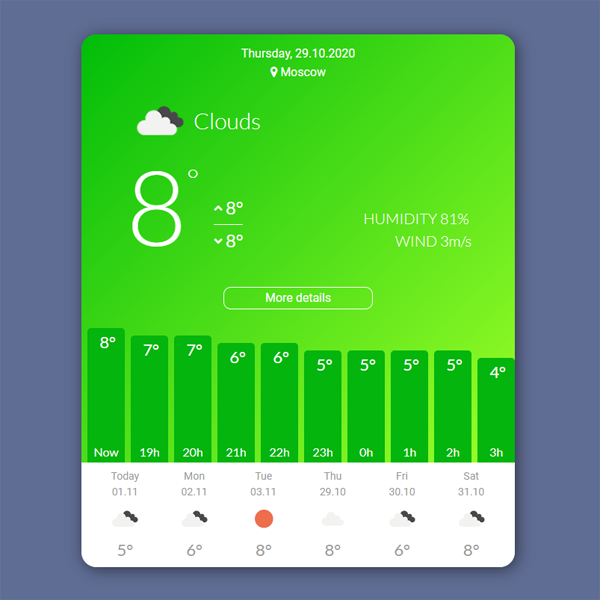 Thursday, 29.10.2020
Moscow
Clouds
8°
8°
8°
HUMIDITY 81%
WIND 3m/s
More details
8° 7° 7° 6° 6° 5° 5° 5° 5° 4°
Now 19h 20h 21h 22h 23h 0h 1h 2h 3h
Today Mon Tue Thu Fri Sat
01.11 02.11 03.11 29.10 30.10 31.10
5° 6° 8° 8° 6° 8°